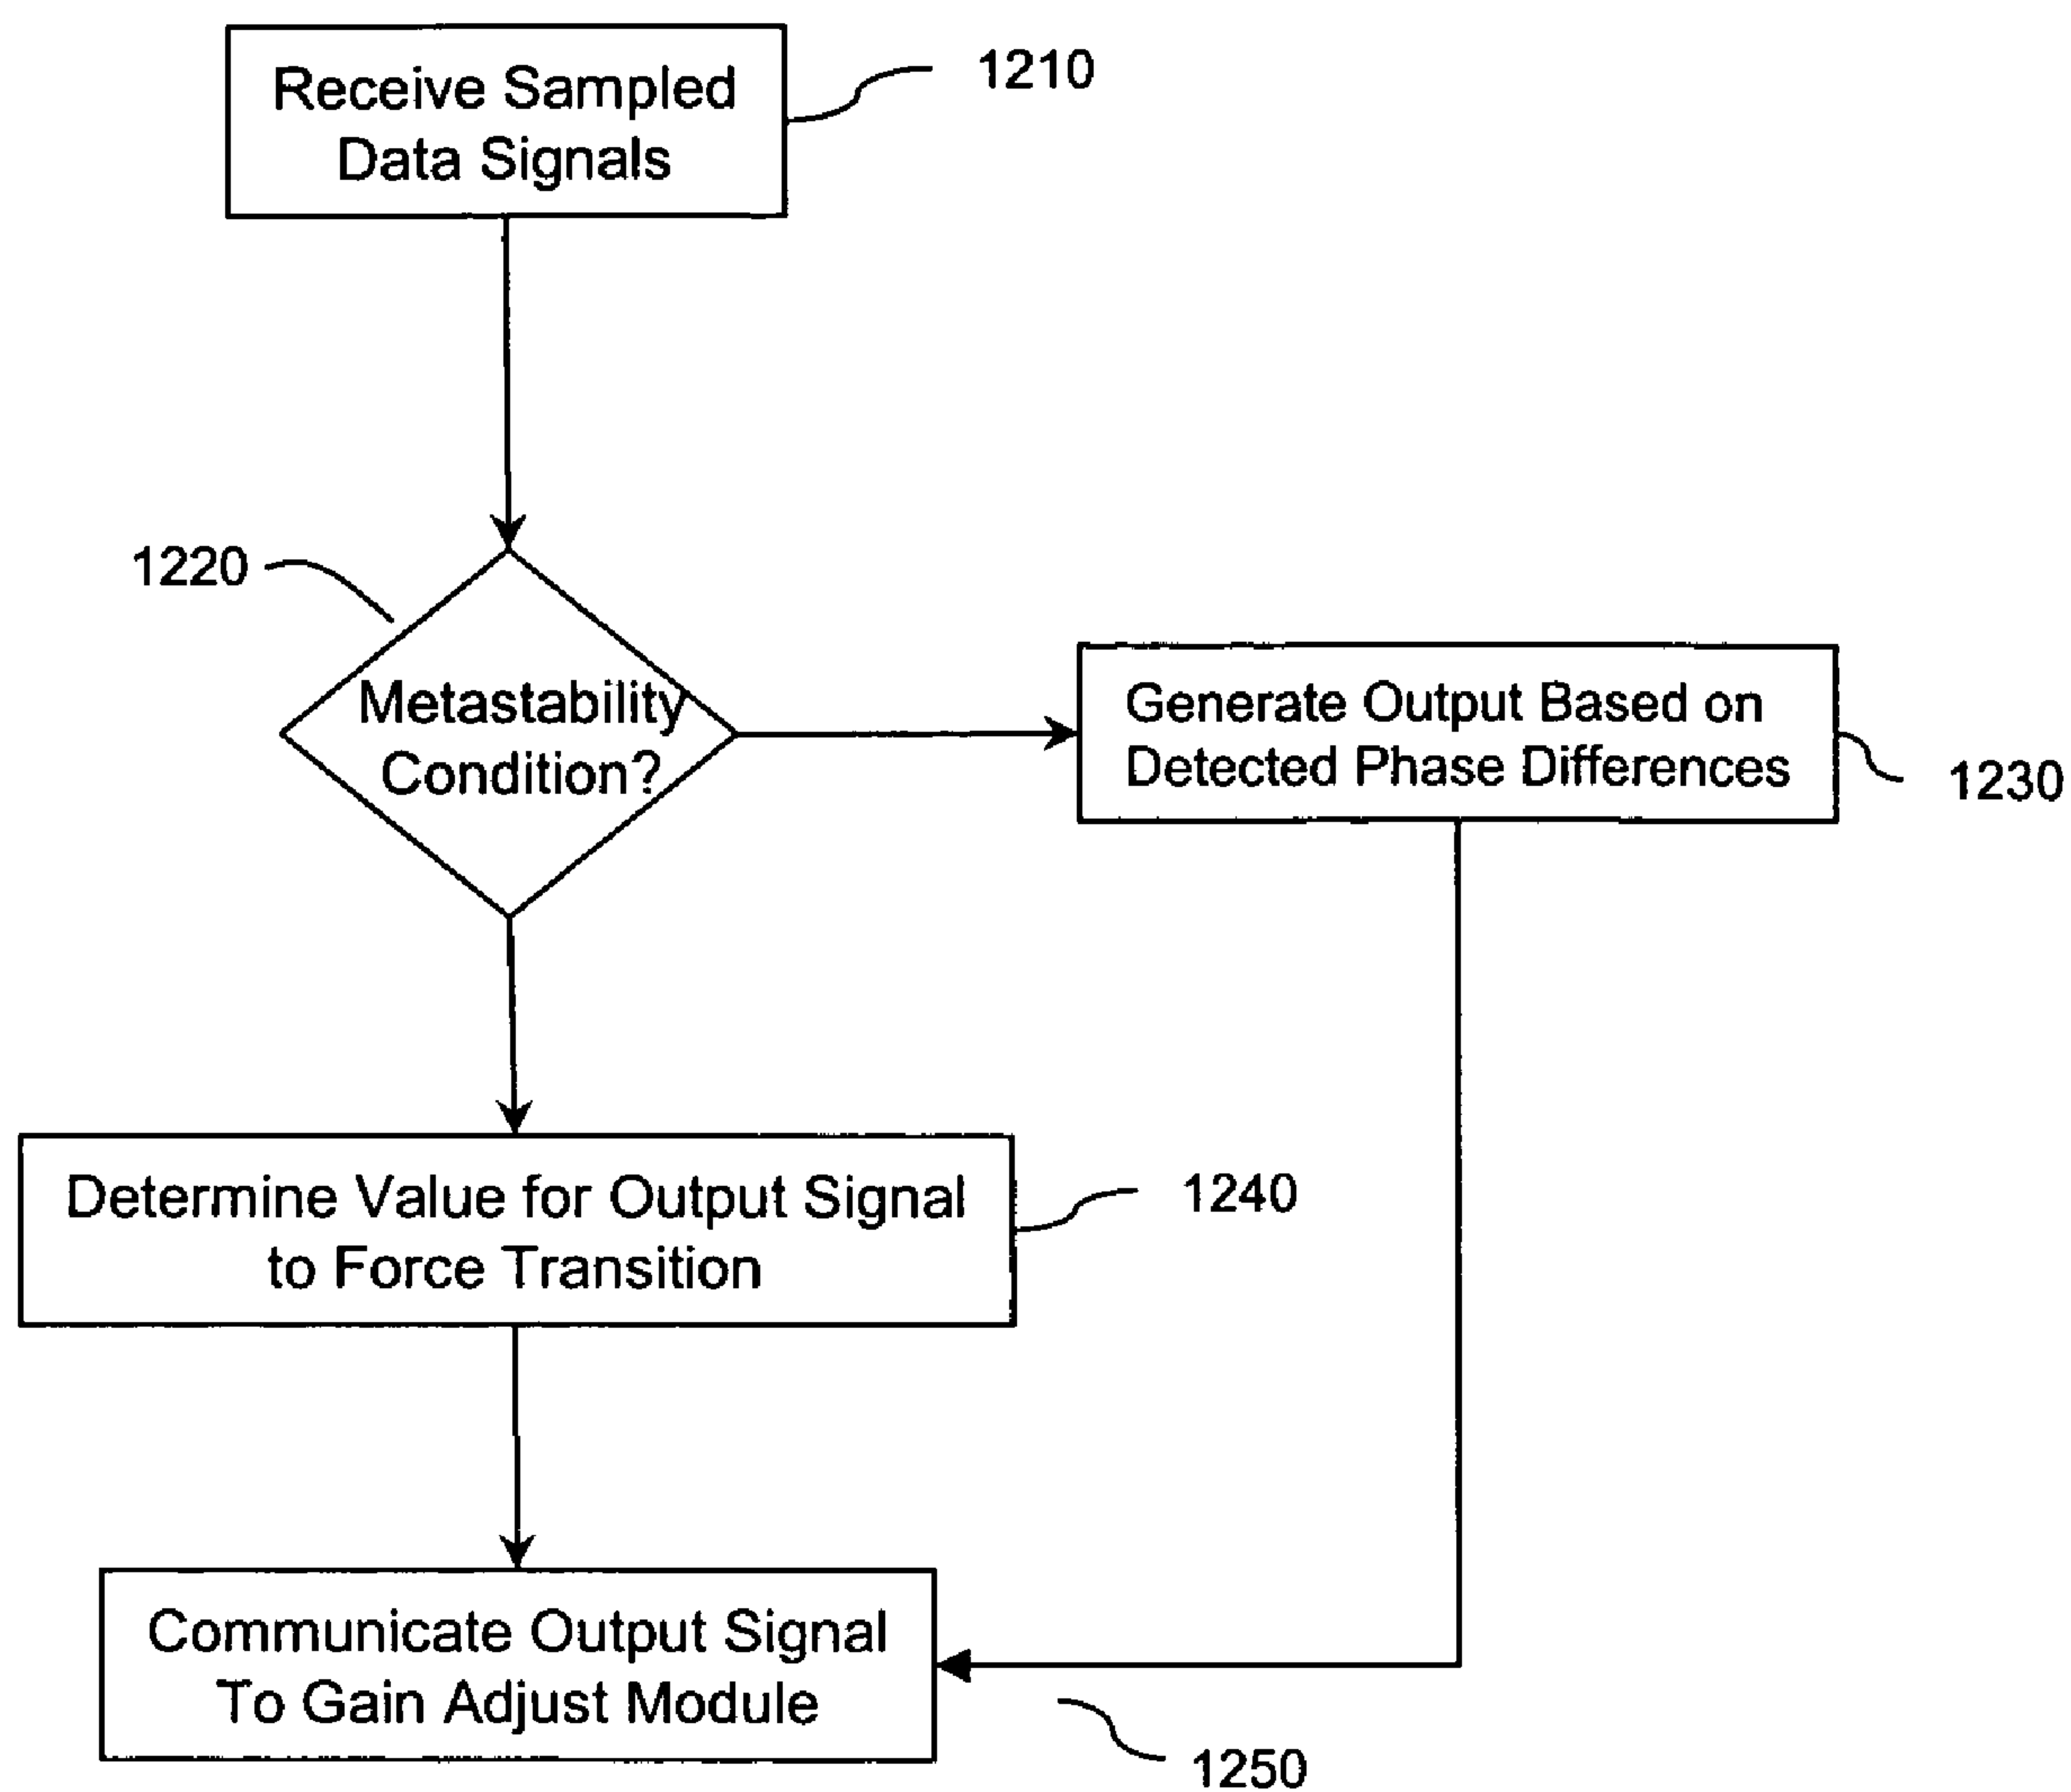 Receive Sampled
Data Signals
1210
1220
Metastability
Condition?
Generate Output Based on
Detected Phase Differences
1230
Determine Value for Output Signal
to Force Transition
1240
Communicate Output Signal
To Gain Adjust Module
1250